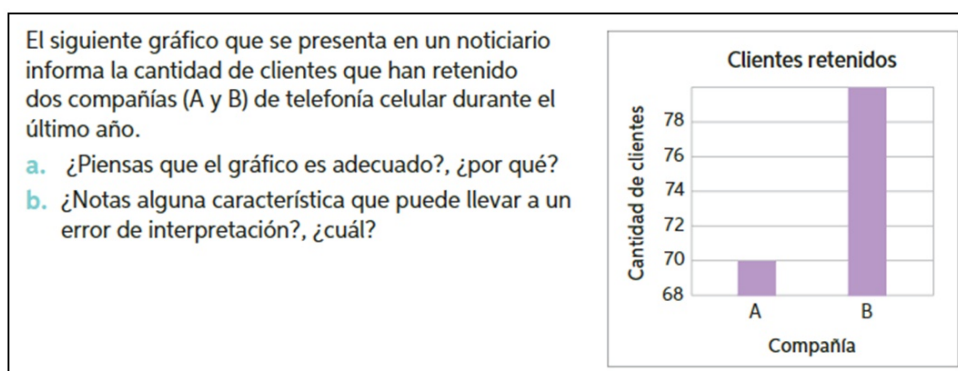 El siguiente gráfico que se presenta en un noticiario
informa la cantidad de clientes que han retenido
dos compañías (A y B) de telefonía celular durante el
último año.
a. ¿Piensas que el gráfico es adecuado?, ¿por qué?
b. ¿Notas alguna característica que puede llevar a un
error de interpretación?, ¿cuál?
Clientes retenidos
Cantidad de clientes
78
76
74
72
70
68
A B
Compañía